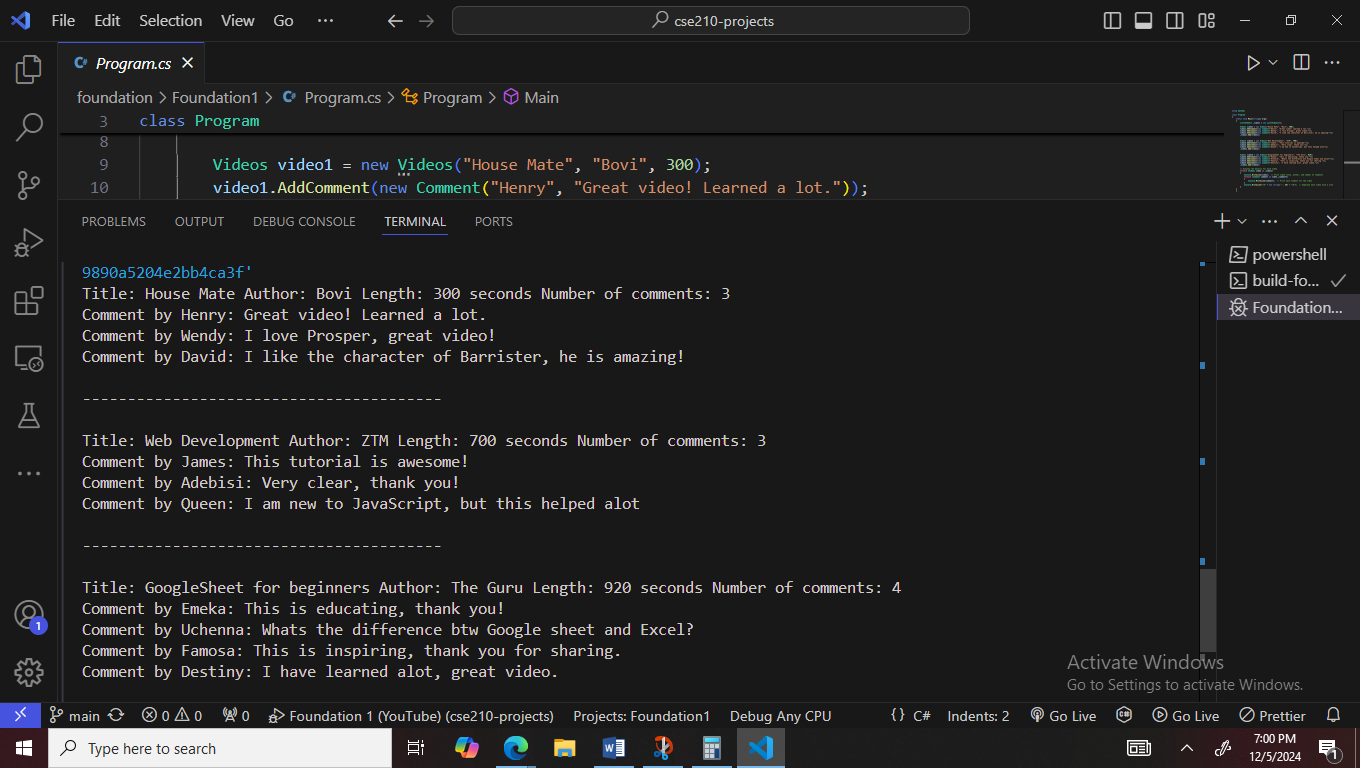 File Edit Selection View Go ··· cse210-projects
Program.cs
foundation > Foundation1 > Program.cs > Program > Main
3 class Program
8
9 Videos video1 = new Videos("House Mate", "Bovi", 300);
10 video1.AddComment(new Comment("Henry", "Great video! Learned a lot."));
PROBLEMS OUTPUT DEBUG CONSOLE TERMINAL PORTS
powershell
build-fo...
Foundation...
9890a5204e2bb4ca3f'
Title: House Mate Author: Bovi Length: 300 seconds Number of comments: 3
Comment by Henry: Great video! Learned a lot.
Comment by Wendy: I love Prosper, great video!
Comment by David: I like the character of Barrister, he is amazing!
----------------------------------------
Title: Web Development Author: ZTM Length: 700 seconds Number of comments: 3
Comment by James: This tutorial is awesome!
Comment by Adebisi: Very clear, thank you!
Comment by Queen: I am new to JavaScript, but this helped alot
----------------------------------------
Title: GoogleSheet for beginners Author: The Guru Length: 920 seconds Number of comments: 4
Comment by Emeka: This is educating, thank you!
Comment by Uchenna: Whats the difference btw Google sheet and Excel?
Comment by Famosa: This is inspiring, thank you for sharing.
Comment by Destiny: I have learned alot, great video.
Activate Windows
Go to Settings to activate Windows.
1
main 0 0 0 Foundation 1 (YouTube) (cse210-projects) Projects: Foundation1 Debug Any CPU {} C# Indents: 2 Go Live Go Live Prettier
Type here to search
7:00 PM
12/5/2024
1